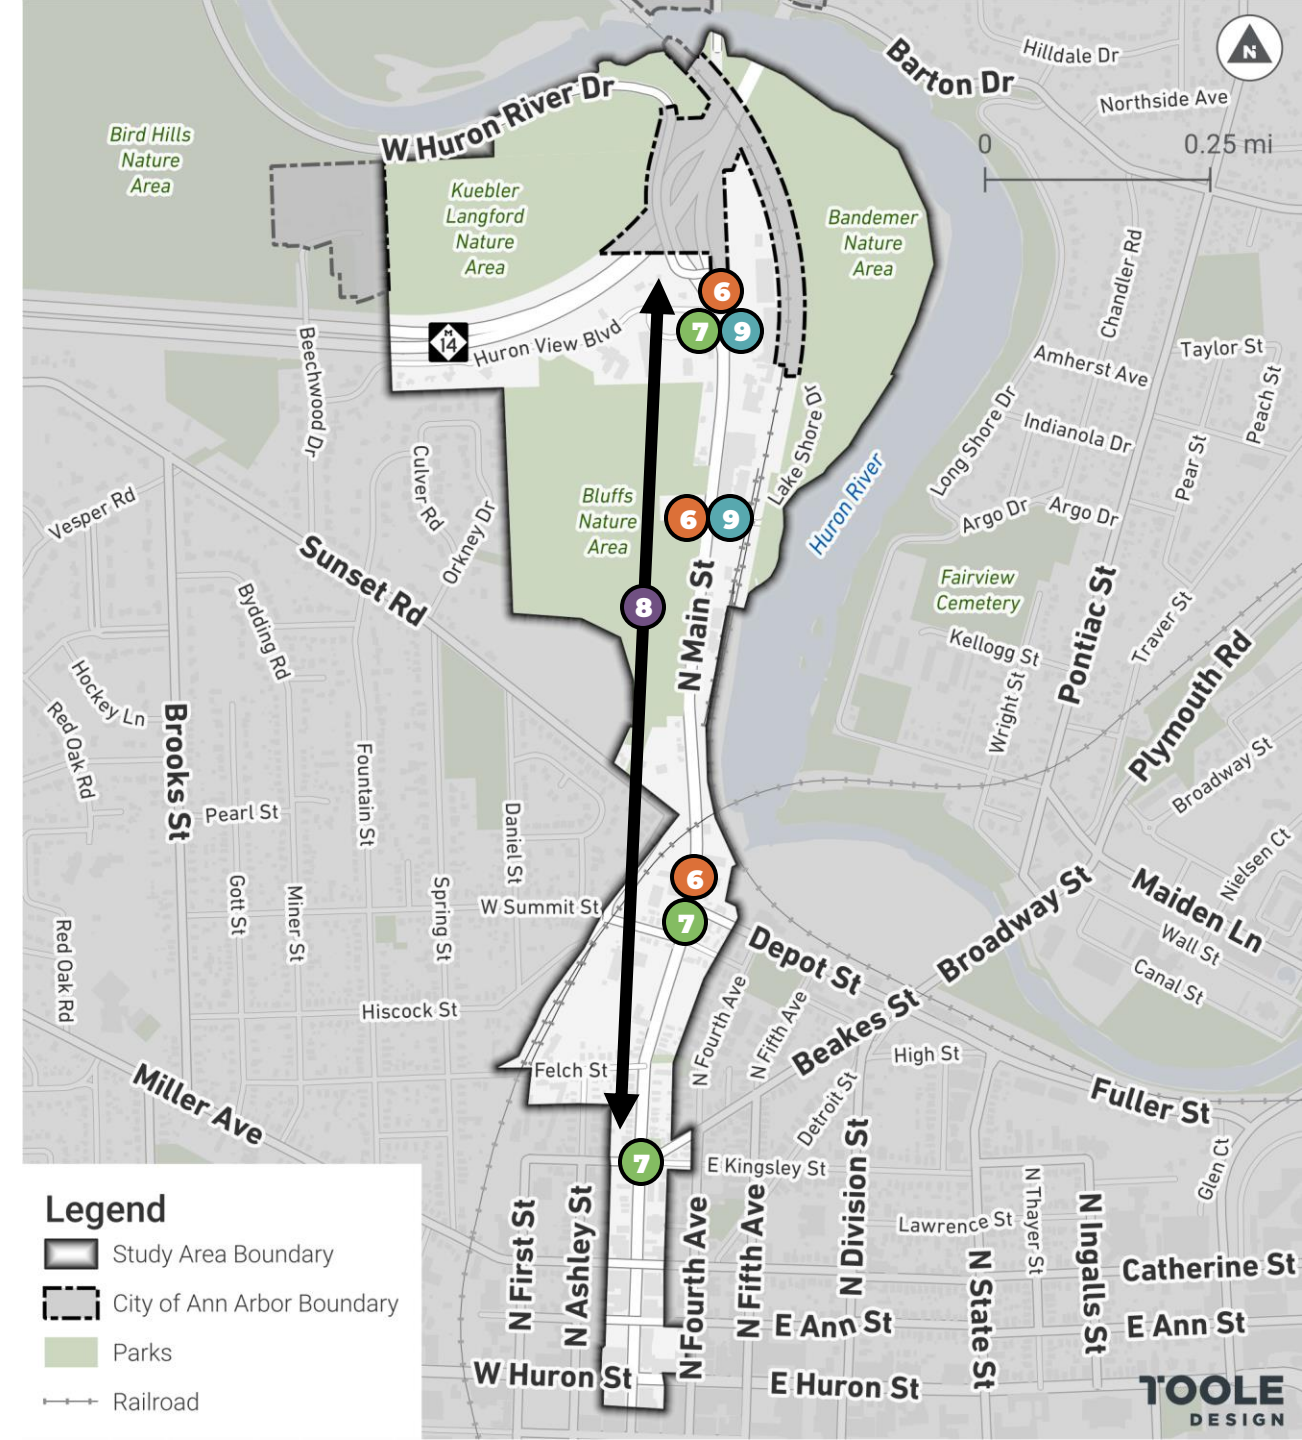 Barton Dr
Hilldale Dr
N
Northside Ave
W Huron River Dr
0
0.25 mi
Bird Hills
Nature
Area
Kuebler
Langford
Nature
Area
Bandemer
Nature
Area
Chandler Rd
6
7
9
M
14
Huron View Blvd
Beechwood Dr
Amherst Ave
Taylor St
Peach St
Lake Shore Dr
Long Shore Dr
Indianola Dr
Pear St
Culver Rd
Orkney Dr
Vesper Rd
Huron River
Bluffs
Nature
Area
6
9
Argo Dr
Argo Dr
Sunset Rd
Bydding Rd
8
N Main St
Fairview
Cemetery
Kellogg St
Pontiac St
Traver St
Plymouth Rd
Hockey Ln
Red Oak Rd
Brooks St
Wright St
Fountain St
Pearl St
Daniel St
Broadway St
Nielsen Ct
6
7
Gott St
Miner St
Spring St
W Summit St
Broadway St
Maiden Ln
Wall St
Canal St
Red Oak Rd
Depot St
Hiscock St
N Fourth Ave
N Fifth Ave
Beakes St
High St
Felch St
Miller Ave
Detroit St
Fuller St
7
E Kingsley St
N Division St
Glen Ct
N First St
N Ashley St
N Fourth Ave
N Fifth Ave
Lawrence St
N Thayer St
N Ingalls St
N State St
Catherine St
E Ann St
E Ann St
W Huron St
E Huron St
Legend
Study Area Boundary
City of Ann Arbor Boundary
Parks
Railroad
TOOLE
DESIGN